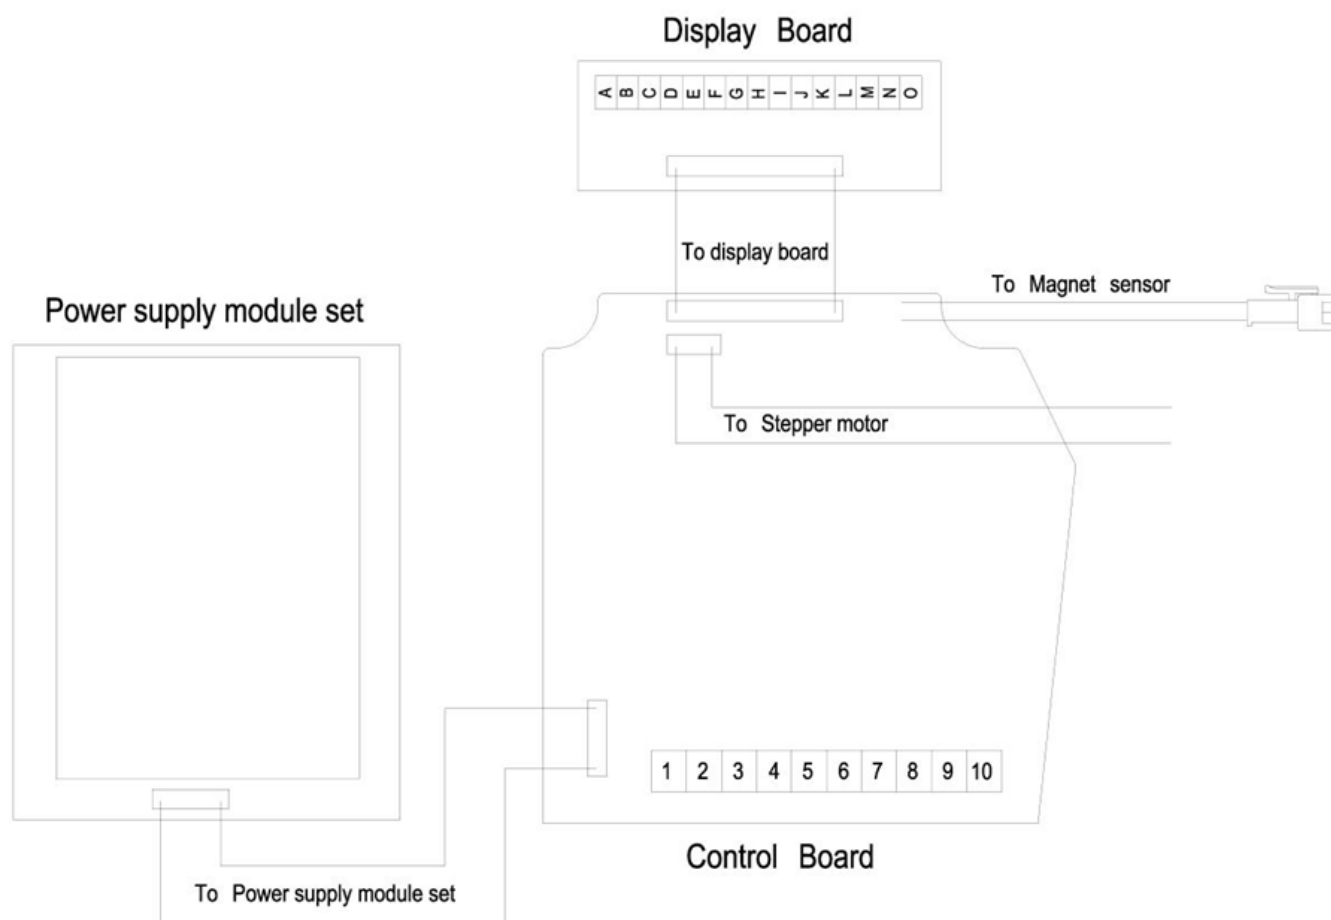 Display Board
A B C D E F G H I J K L M N O
To display board
To Magnet sensor
Power supply module set
To Stepper motor
1 2 3 4 5 6 7 8 9 10
Control Board
To Power supply module set